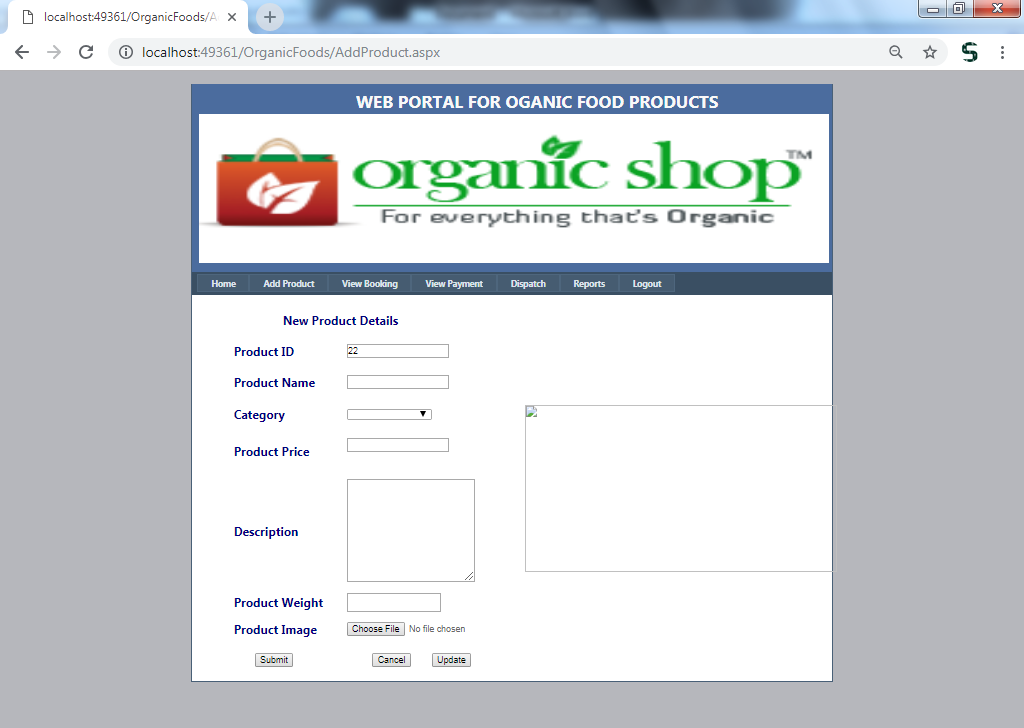 localhost:49361/OrganicFoods/A
localhost:49361/OrganicFoods/AddProduct.aspx
WEB PORTAL FOR OGANIC FOOD PRODUCTS
organic shop™
For everything that's Organic
Home Add Product View Booking View Payment Dispatch Reports Logout
New Product Details
Product ID 22
Product Name
Category
Product Price
Description
Product Weight
Product Image Choose File No file chosen
Submit Cancel Update